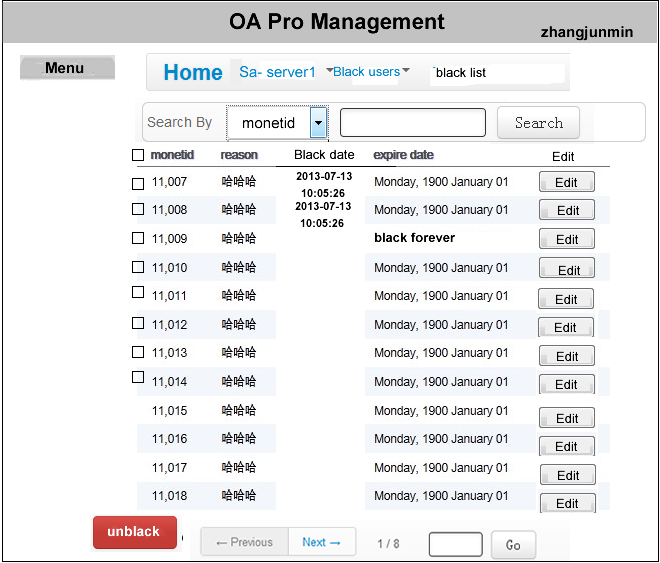 OA Pro Management
zhangjunmin
Menu
Home Sa- server1 Black users black list
Search By monetid Search
monetid reason Black date expire date Edit
11,007 哈哈哈 2013-07-13 10:05:26 Monday, 1900 January 01 Edit
11,008 哈哈哈 2013-07-13 10:05:26 Monday, 1900 January 01 Edit
11,009 哈哈哈 black forever Edit
11,010 哈哈哈 Monday, 1900 January 01 Edit
11,011 哈哈哈 Monday, 1900 January 01 Edit
11,012 哈哈哈 Monday, 1900 January 01 Edit
11,013 哈哈哈 Monday, 1900 January 01 Edit
11,014 哈哈哈 Monday, 1900 January 01 Edit
11,015 哈哈哈 Monday, 1900 January 01 Edit
11,016 哈哈哈 Monday, 1900 January 01 Edit
11,017 哈哈哈 Monday, 1900 January 01 Edit
11,018 哈哈哈 Monday, 1900 January 01 Edit
unblack ← Previous Next → 1 / 8 Go